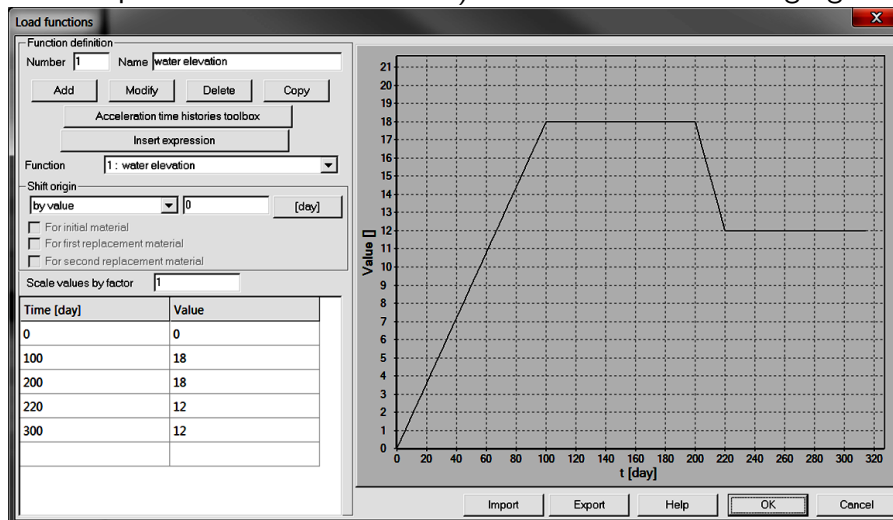 Load functions
Function definition
Number 1 Name water elevation
Add Modify Delete Copy
Acceleration time histories toolbox
Insert expression
Function 1 : water elevation
Shift origin
by value 0 [day]
For initial material
For first replacement material
For second replacement material
Scale values by factor 1
Time [day] Value
0 0
100 18
200 18
220 12
300 12
21
20
19
18
17
16
15
14
13
12
11
10
9
8
7
6
5
4
3
2
1
0
Value []
0 20 40 60 80 100 120 140 160 180 200 220 240 260 280 300 320
t [day]
Import Export Help OK Cancel